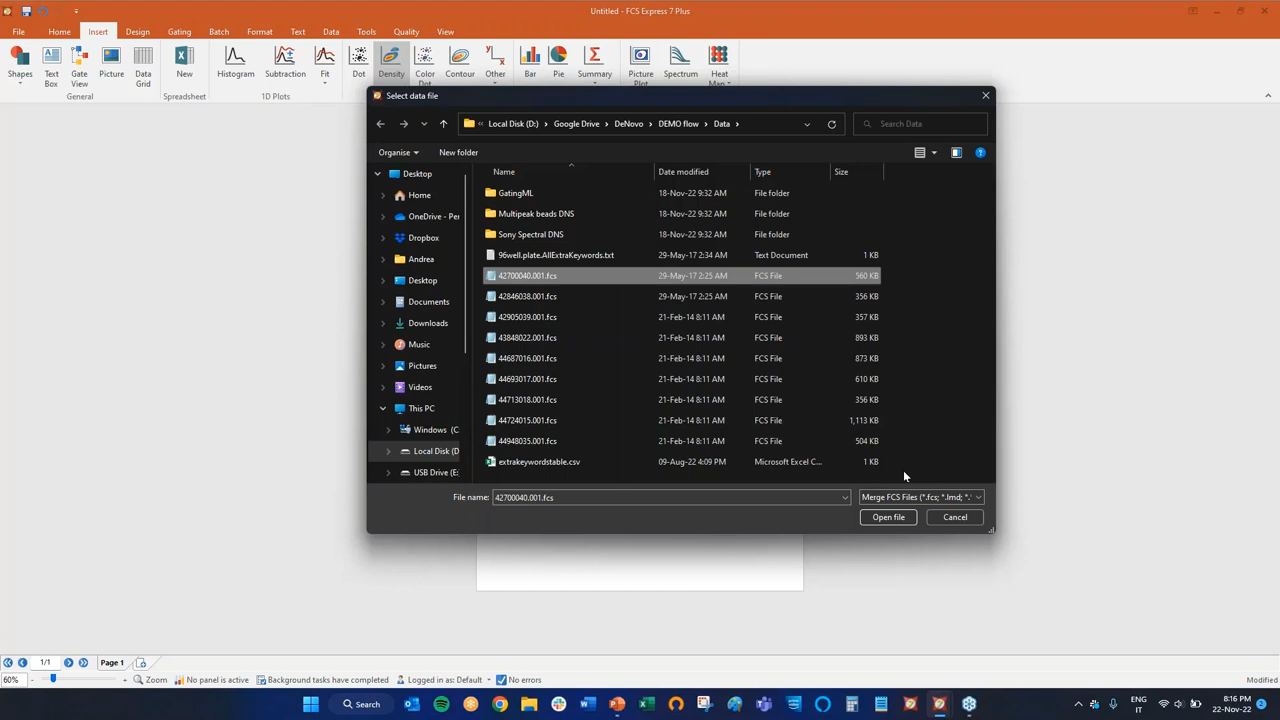 Untitled - FCS Express 7 Plus
File Home Insert Design Gating Batch Format Text Data Tools Quality View
Shapes
Text Box
Gate View
Picture
Data Grid
New
Histogram
Subtraction
Fit
Dot
Density
Color Dot
Contour
Other
Bar
Pie
Summary
Picture Plot
Spectrum
Heat Map
General
Spreadsheet
1D Plots
Select data file
« Local Disk (D:) > Google Drive > DeNovo > DEMO flow > Data >
Search Data
Organise
New folder
Name Date modified Type Size
Desktop
Home
OneDrive - Per
Dropbox
Andrea
Desktop
Documents
Downloads
Music
Pictures
Videos
This PC
Windows (C
Local Disk (D
USB Drive (E:
GatingML 18-Nov-22 9:32 AM File folder
Multipeak beads DNS 18-Nov-22 9:32 AM File folder
Sony Spectral DNS 18-Nov-22 9:32 AM File folder
96well.plate.AllExtraKeywords.txt 29-May-17 2:34 AM Text Document 1 KB
42700040.001.fcs 29-May-17 2:25 AM FCS File 560 KB
42846038.001.fcs 29-May-17 2:25 AM FCS File 356 KB
42905039.001.fcs 21-Feb-14 8:11 AM FCS File 357 KB
43848022.001.fcs 21-Feb-14 8:11 AM FCS File 893 KB
44687016.001.fcs 21-Feb-14 8:11 AM FCS File 873 KB
44693017.001.fcs 21-Feb-14 8:11 AM FCS File 610 KB
44713018.001.fcs 21-Feb-14 8:11 AM FCS File 356 KB
44724015.001.fcs 21-Feb-14 8:11 AM FCS File 1,113 KB
44948035.001.fcs 21-Feb-14 8:11 AM FCS File 504 KB
extrakeywordstable.csv 09-Aug-22 4:09 PM Microsoft Excel C... 1 KB
File name: 42700040.001.fcs
Merge FCS Files (*.fcs; *.lmd; *.'
Open file
Cancel
1/1
Page 1
60% - + Zoom No panel is active Background tasks have completed Logged in as: Default No errors Modified
Search
ENG
IT
8:16 PM
22-Nov-22